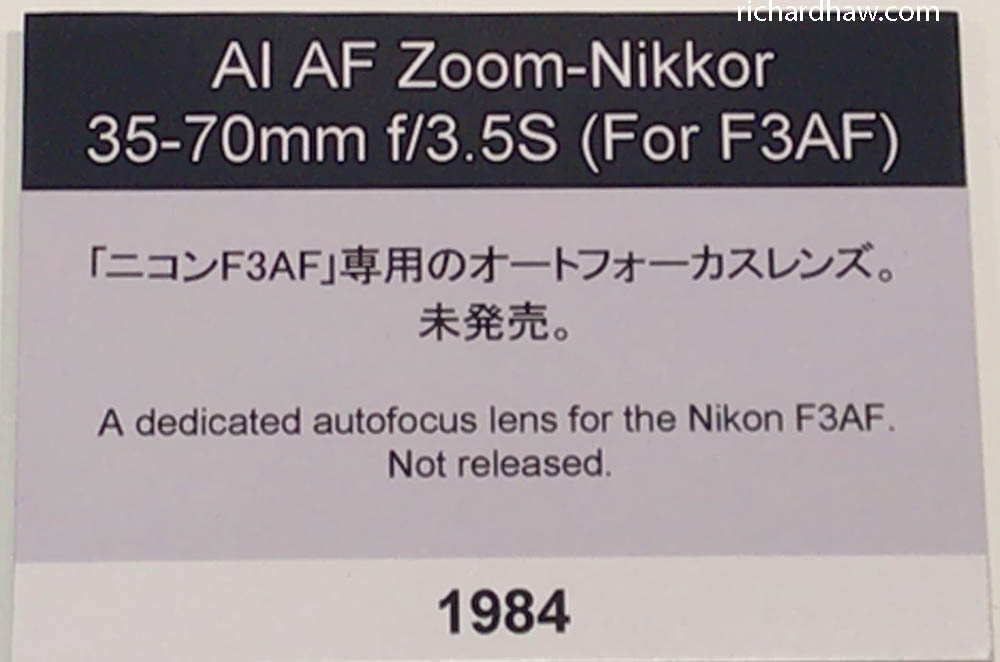 richardhaw.com
AI AF Zoom-Nikkor
35-70mm f/3.5S (For F3AF)
「ニコンF3AF」専用のオートフォーカスレンズ。
未発売。
A dedicated autofocus lens for the Nikon F3AF.
Not released.
1984